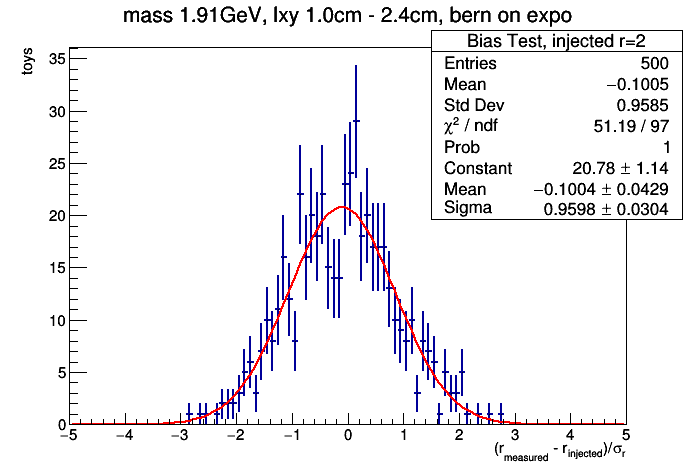 mass 1.91GeV, lxy 1.0cm - 2.4cm, bern on expo
toys
Bias Test, injected r=2
Entries 500
Mean −0.1005
Std Dev 0.9585
χ² / ndf 51.19 / 97
Prob 1
Constant 20.78 ± 1.14
Mean −0.1004 ± 0.0429
Sigma 0.9598 ± 0.0304
35
30
25
20
15
10
5
0
−5 −4 −3 −2 −1 0 1 2 3 4 5
(r_measured - r_injected)/σ_r